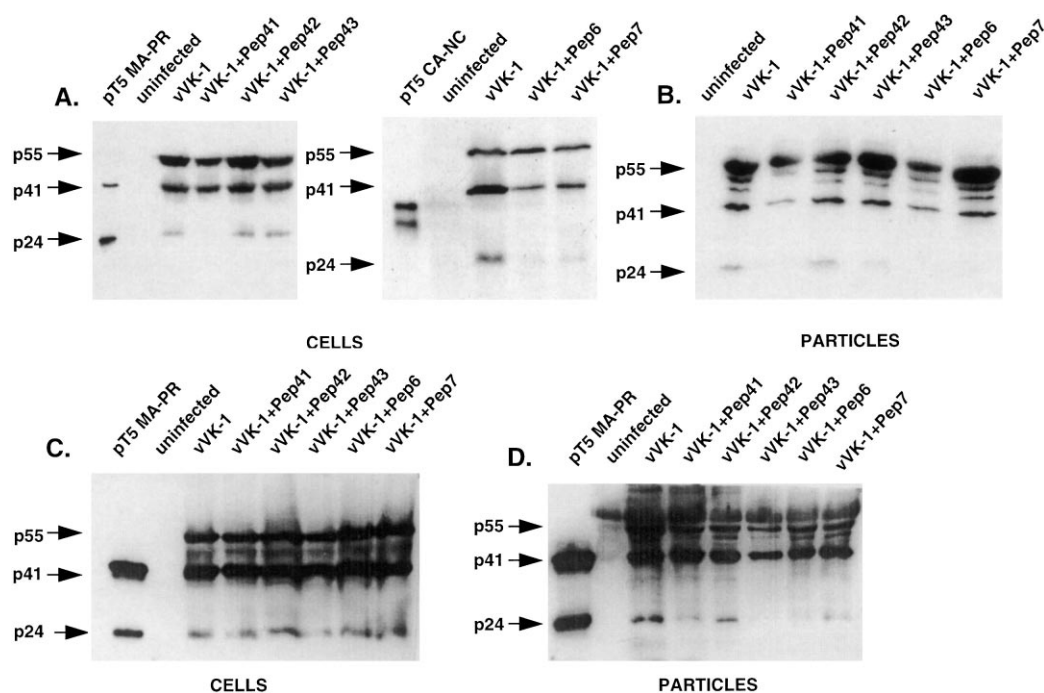 A.
pT5 MA-PR
uninfected
vVK-1
vVK-1+Pep41
vVK-1+Pep42
vVK-1+Pep43
p55
p41
p24
pT5 CA-NC
uninfected
vVK-1
vVK-1+Pep6
vVK-1+Pep7
p55
p41
p24
CELLS
B.
uninfected
vVK-1
vVK-1+Pep41
vVK-1+Pep42
vVK-1+Pep43
vVK-1+Pep6
vVK-1+Pep7
p55
p41
p24
PARTICLES
C.
pT5 MA-PR
uninfected
vVK-1
vVK-1+Pep41
vVK-1+Pep42
vVK-1+Pep43
vVK-1+Pep6
vVK-1+Pep7
p55
p41
p24
CELLS
D.
pT5 MA-PR
uninfected
vVK-1
vVK-1+Pep41
vVK-1+Pep42
vVK-1+Pep43
vVK-1+Pep6
vVK-1+Pep7
p55
p41
p24
PARTICLES